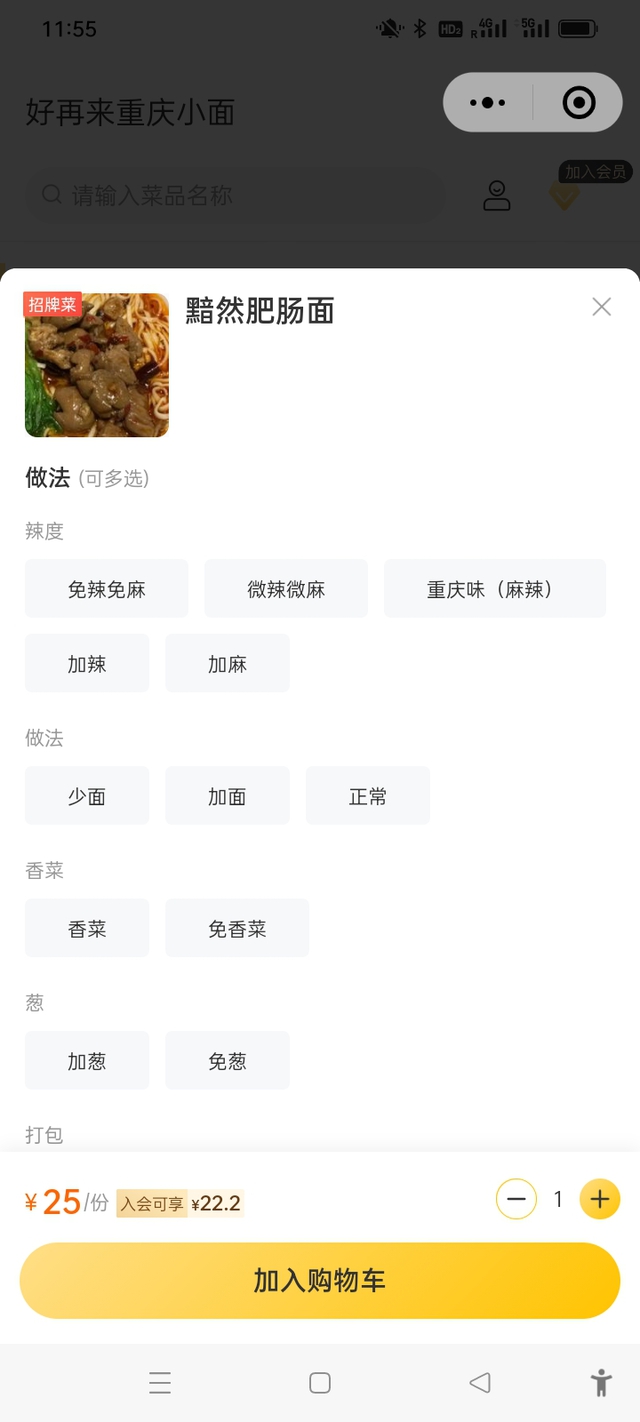 11:55
HD2 R 4G 5G
好再来重庆小面
加入会员
请输入菜品名称
招牌菜
黯然肥肠面
做法 (可多选)
辣度
免辣免麻 微辣微麻 重庆味（麻辣）
加辣 加麻
做法
少面 加面 正常
香菜
香菜 免香菜
葱
加葱 免葱
打包
¥25/份 入会可享 ¥22.2 1
加入购物车